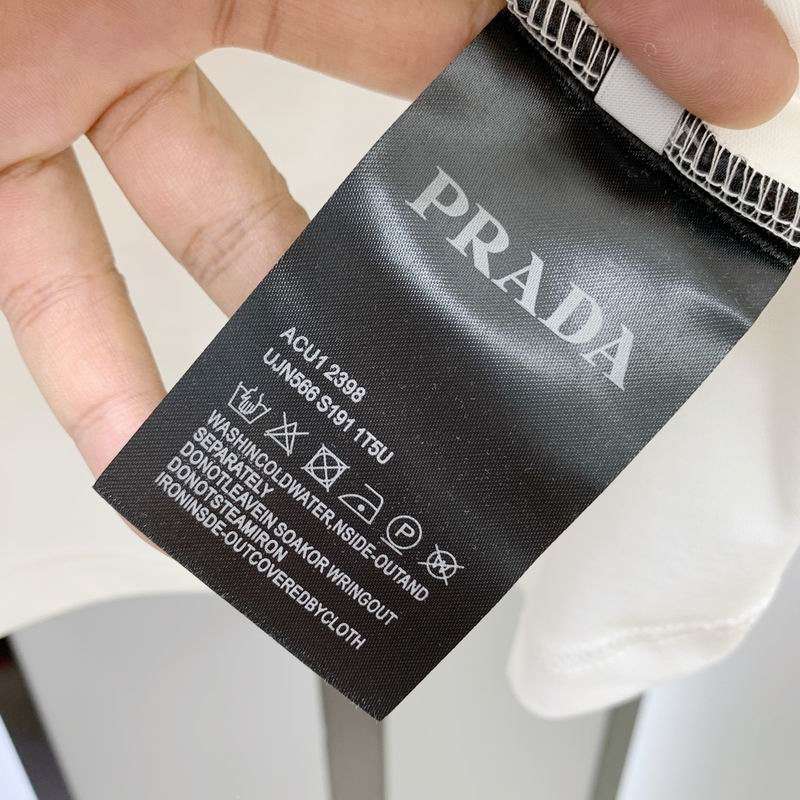 PRADA
ACU1 2398
UJN566 S191 1T5U
P
WASHINCOLDWATER,NSIDE-OUTAND
SEPARATELY
DONOTLEAVEIN SOAKOR WRINGOUT
DONOTSTEAMIRON
IRONINSDE-OUTCOVEREDBYCLOTH